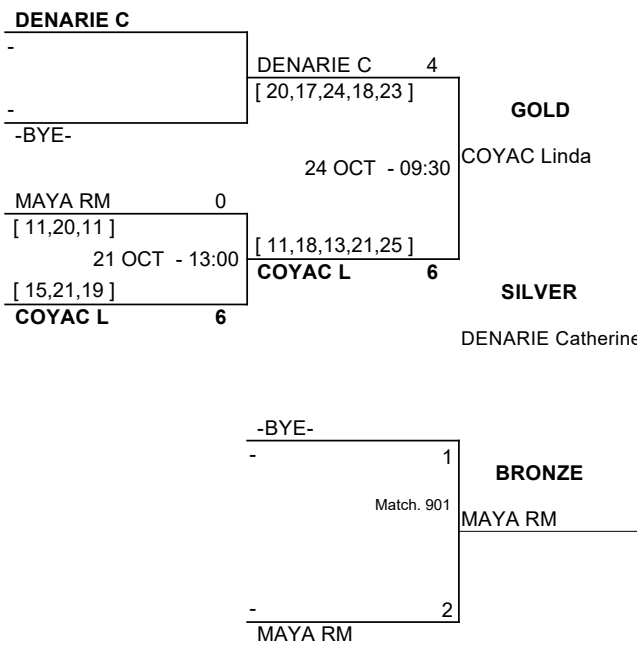 DENARIE C
-
-
-BYE-
MAYA RM 0
[ 11,20,11 ]
21 OCT - 13:00
[ 15,21,19 ]
COYAC L 6
DENARIE C 4
[ 20,17,24,18,23 ]
24 OCT - 09:30
[ 11,18,13,21,25 ]
COYAC L 6
GOLD
COYAC Linda
SILVER
DENARIE Catherine
-BYE-
- 1
Match. 901
- 2
MAYA RM
BRONZE
MAYA RM